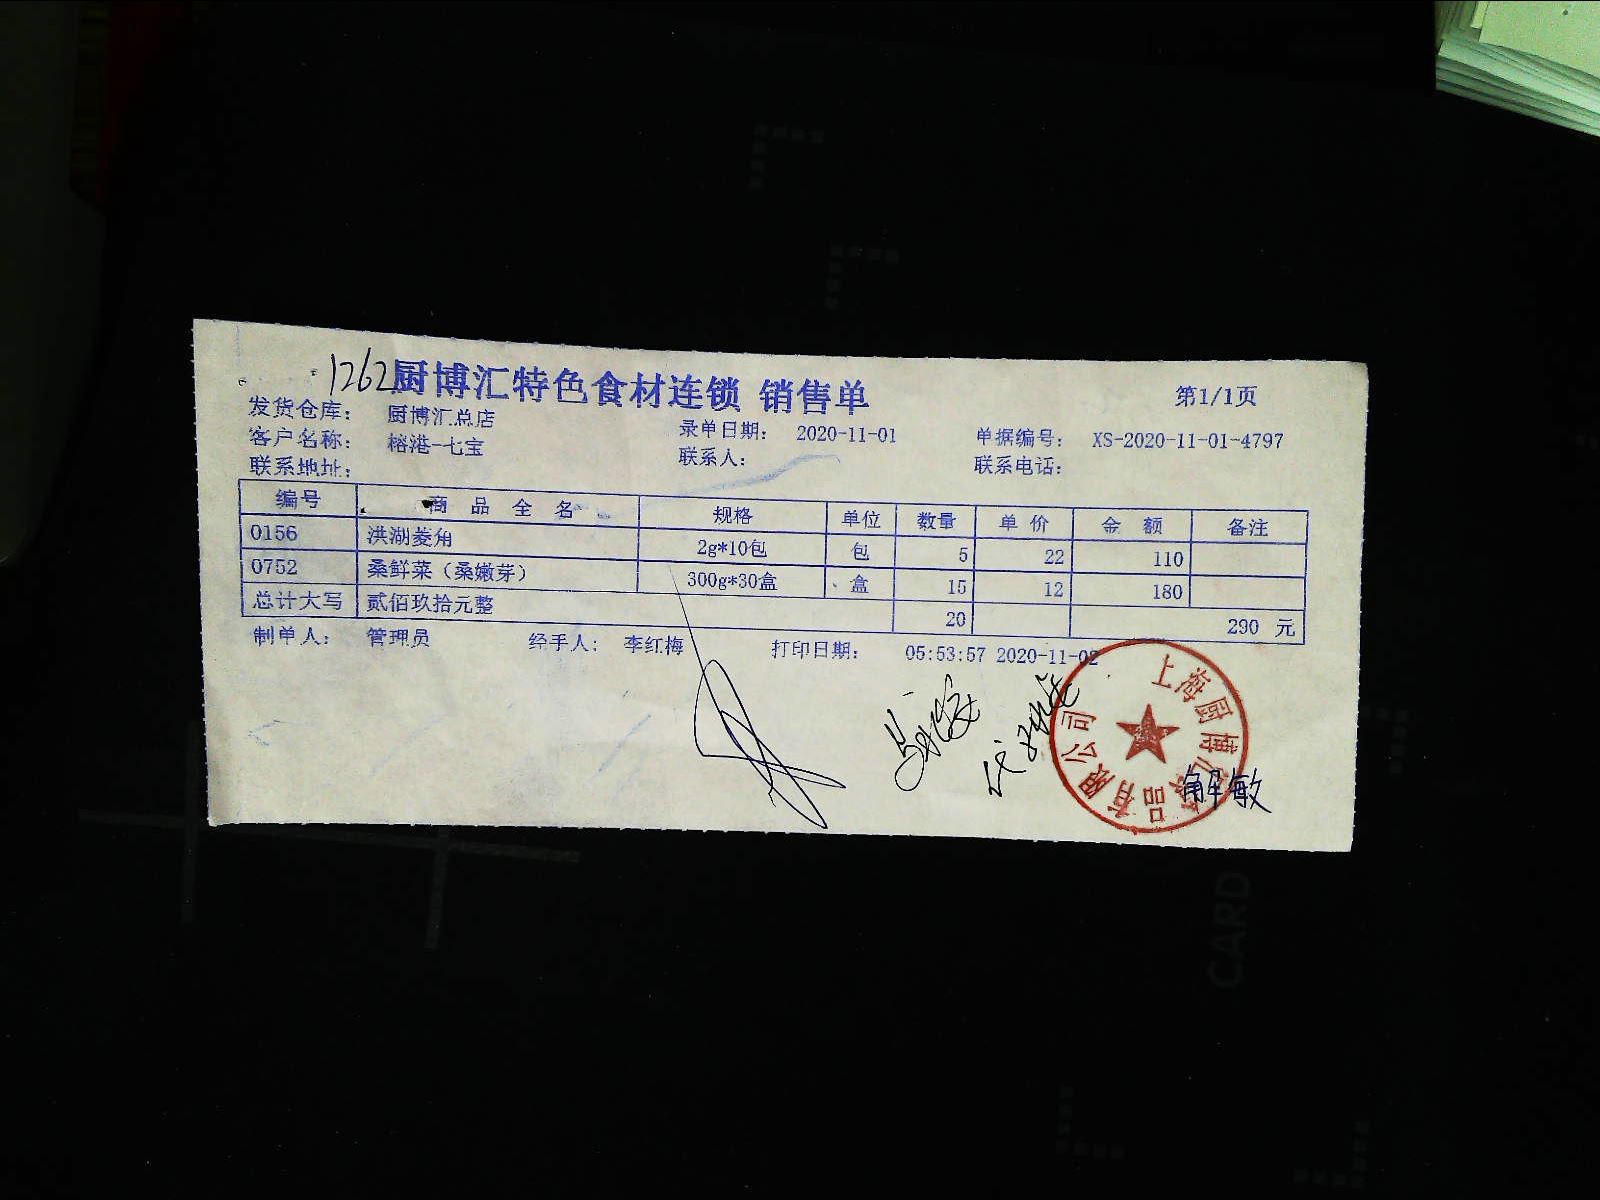 1262 厨博汇特色食材连锁 销售单 第1/1页
发货仓库： 厨博汇总店
录单日期： 2020-11-01 单据编号： XS-2020-11-01-4797
客户名称： 榕港-七宝
联系人： 联系电话：
联系地址：
编号 商品全名 规格 单位 数量 单价 金额 备注
0156 洪湖菱角 2g*10包 包 5 22 110
0752 桑鲜菜（桑嫩芽） 300g*30盒 盒 15 12 180
总计大写 贰佰玖拾元整 20 290 元
制单人： 管理员 经手人： 李红梅 打印日期： 05:53:57 2020-11-02
上海厨博汇 品有限公司
解敏
CARD